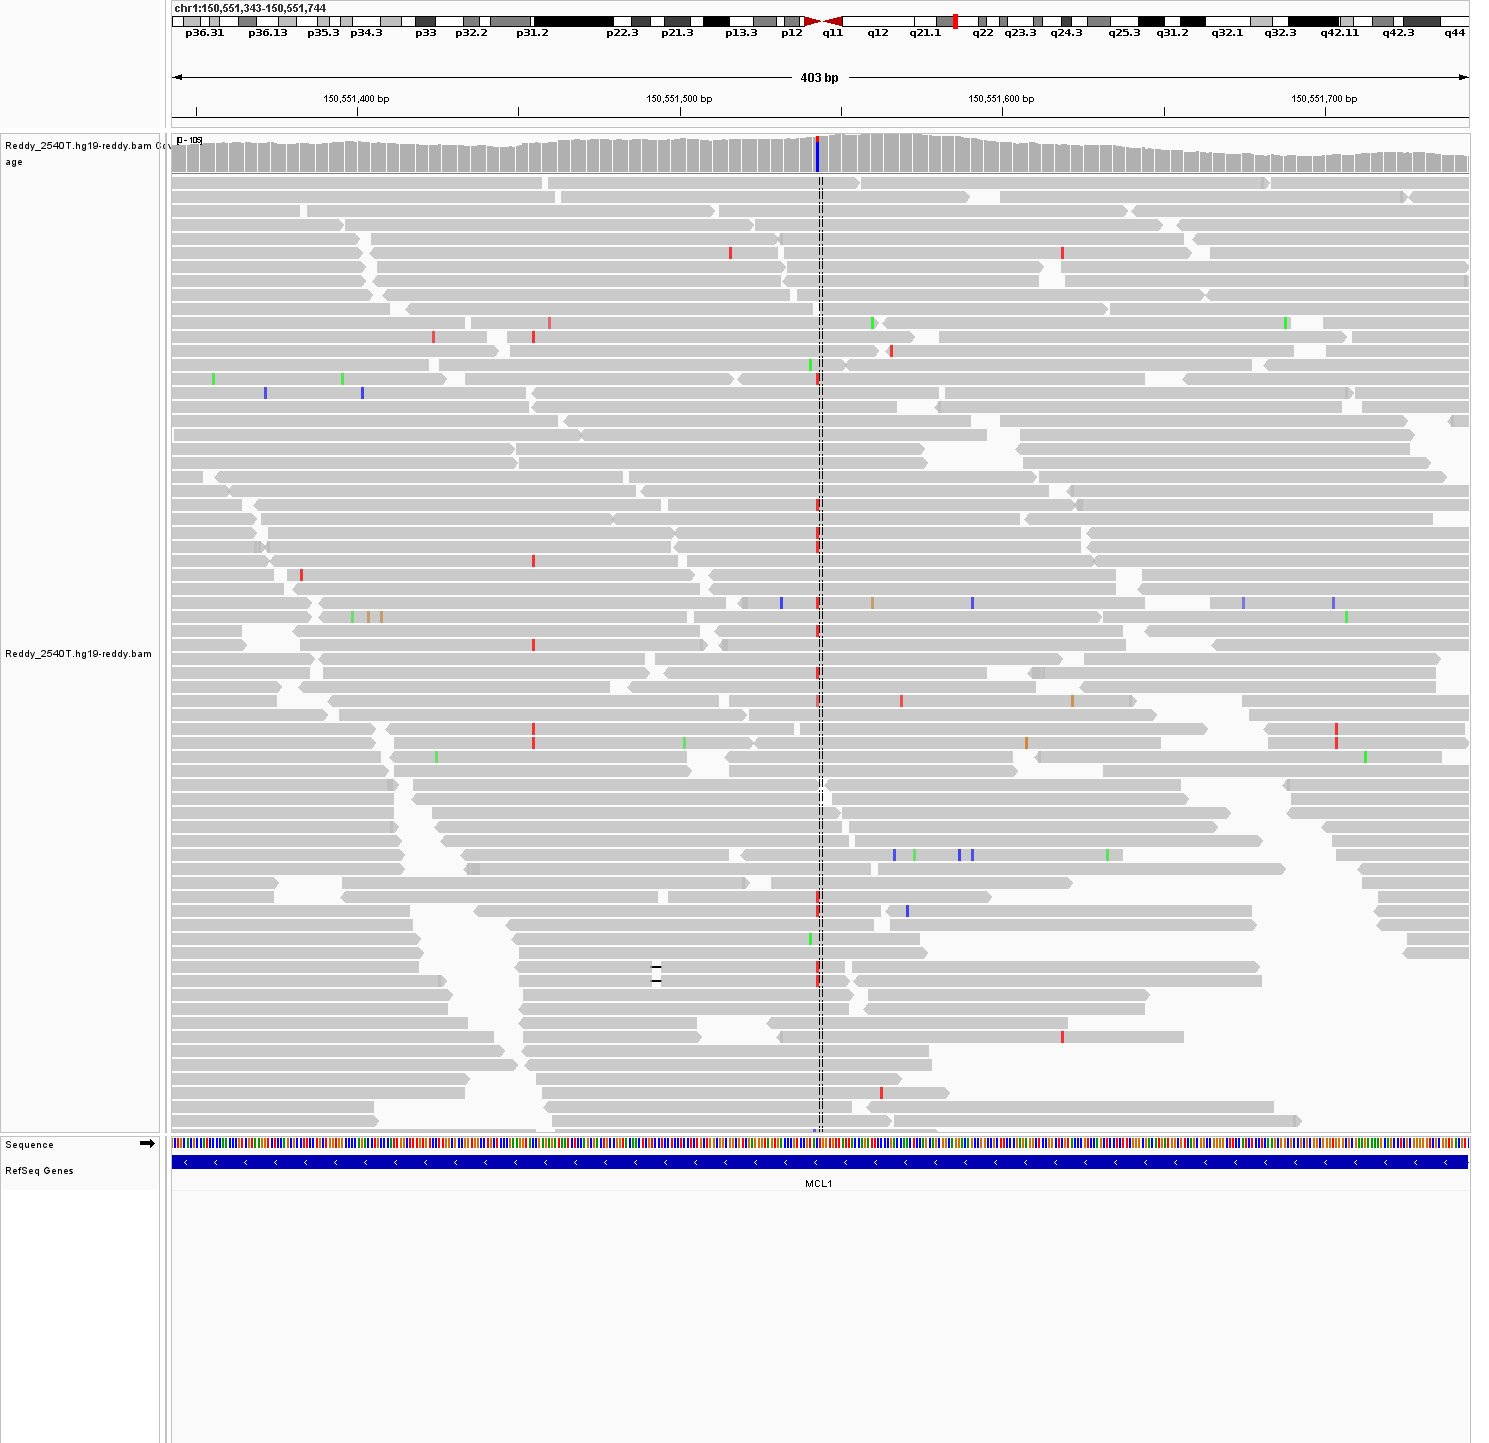 chr1:150,551,343-150,551,744
p36.31 p36.13 p35.3 p34.3 p33 p32.2 p31.2 p22.3 p21.3 p13.3 p12 q11 q12 q21.1 q22 q23.3 q24.3 q25.3 q31.2 q32.1 q32.3 q42.11 q42.3 q44
403 bp
150,551,400 bp 150,551,500 bp 150,551,600 bp 150,551,700 bp
Reddy_2540T.hg19-reddy.bam Cov
age
[0 - 106]
Reddy_2540T.hg19-reddy.bam
Sequence
RefSeq Genes
MCL1